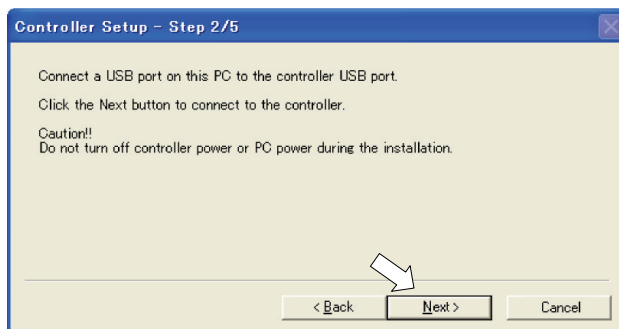 Controller Setup - Step 2/5
Connect a USB port on this PC to the controller USB port.
Click the Next button to connect to the controller.
Caution!!
Do not turn off controller power or PC power during the installation.
< Back
Next >
Cancel